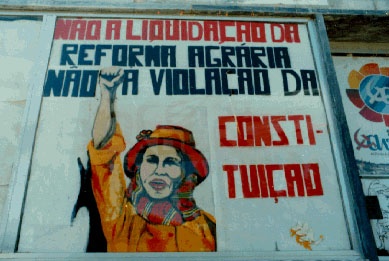 NÃO A LIQUIDAÇÃO DA
REFORMA AGRÁRIA
NÃO A VIOLAÇÃO DA
CONSTI-
TUIÇÃO